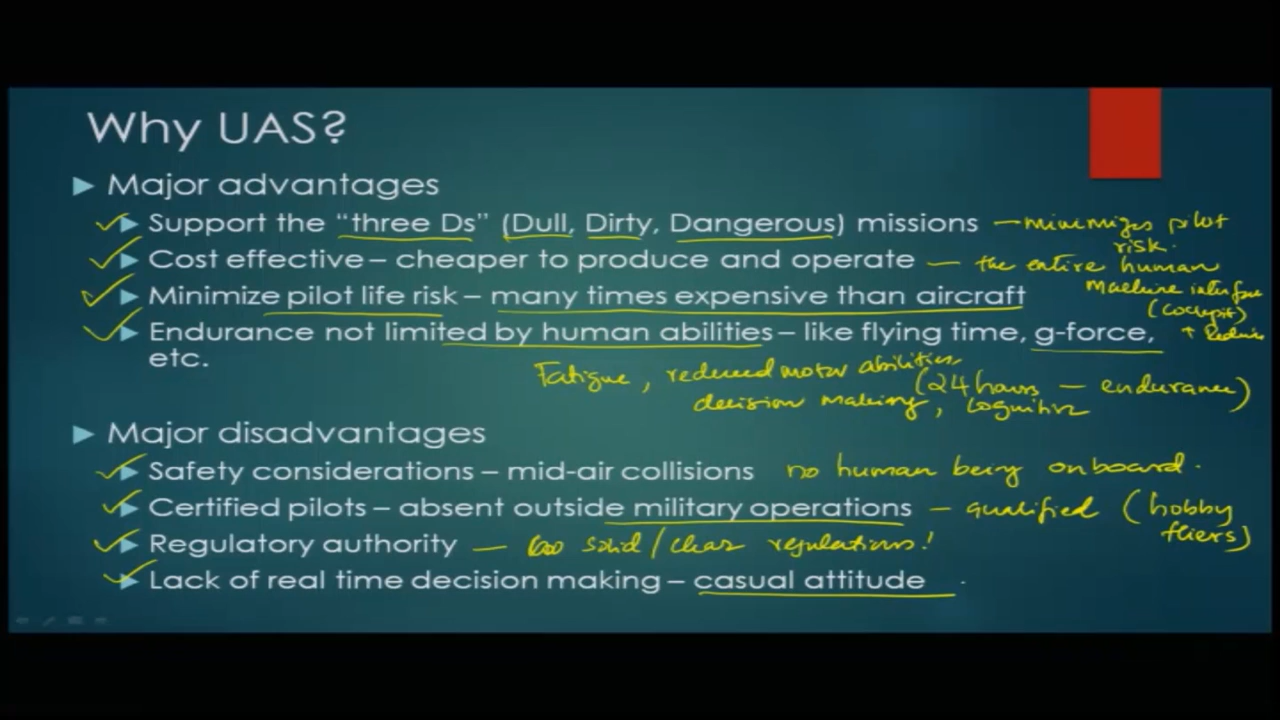 Why UAS?
Major advantages
Support the “three Ds” (Dull, Dirty, Dangerous) missions — minimizes pilot
risk.
Cost effective – cheaper to produce and operate — the entire human
machine interface
(cockpit)
Minimize pilot life risk – many times expensive than aircraft
Endurance not limited by human abilities – like flying time, g-force,
etc.
Fatigue, reduced motor abilities,
(24 hours — endurance)
decision making, cognitive
Major disadvantages
Safety considerations – mid-air collisions no human being onboard.
Certified pilots – absent outside military operations — qualified (hobby
fliers)
Regulatory authority — solid/clear regulations!
Lack of real time decision making – casual attitude